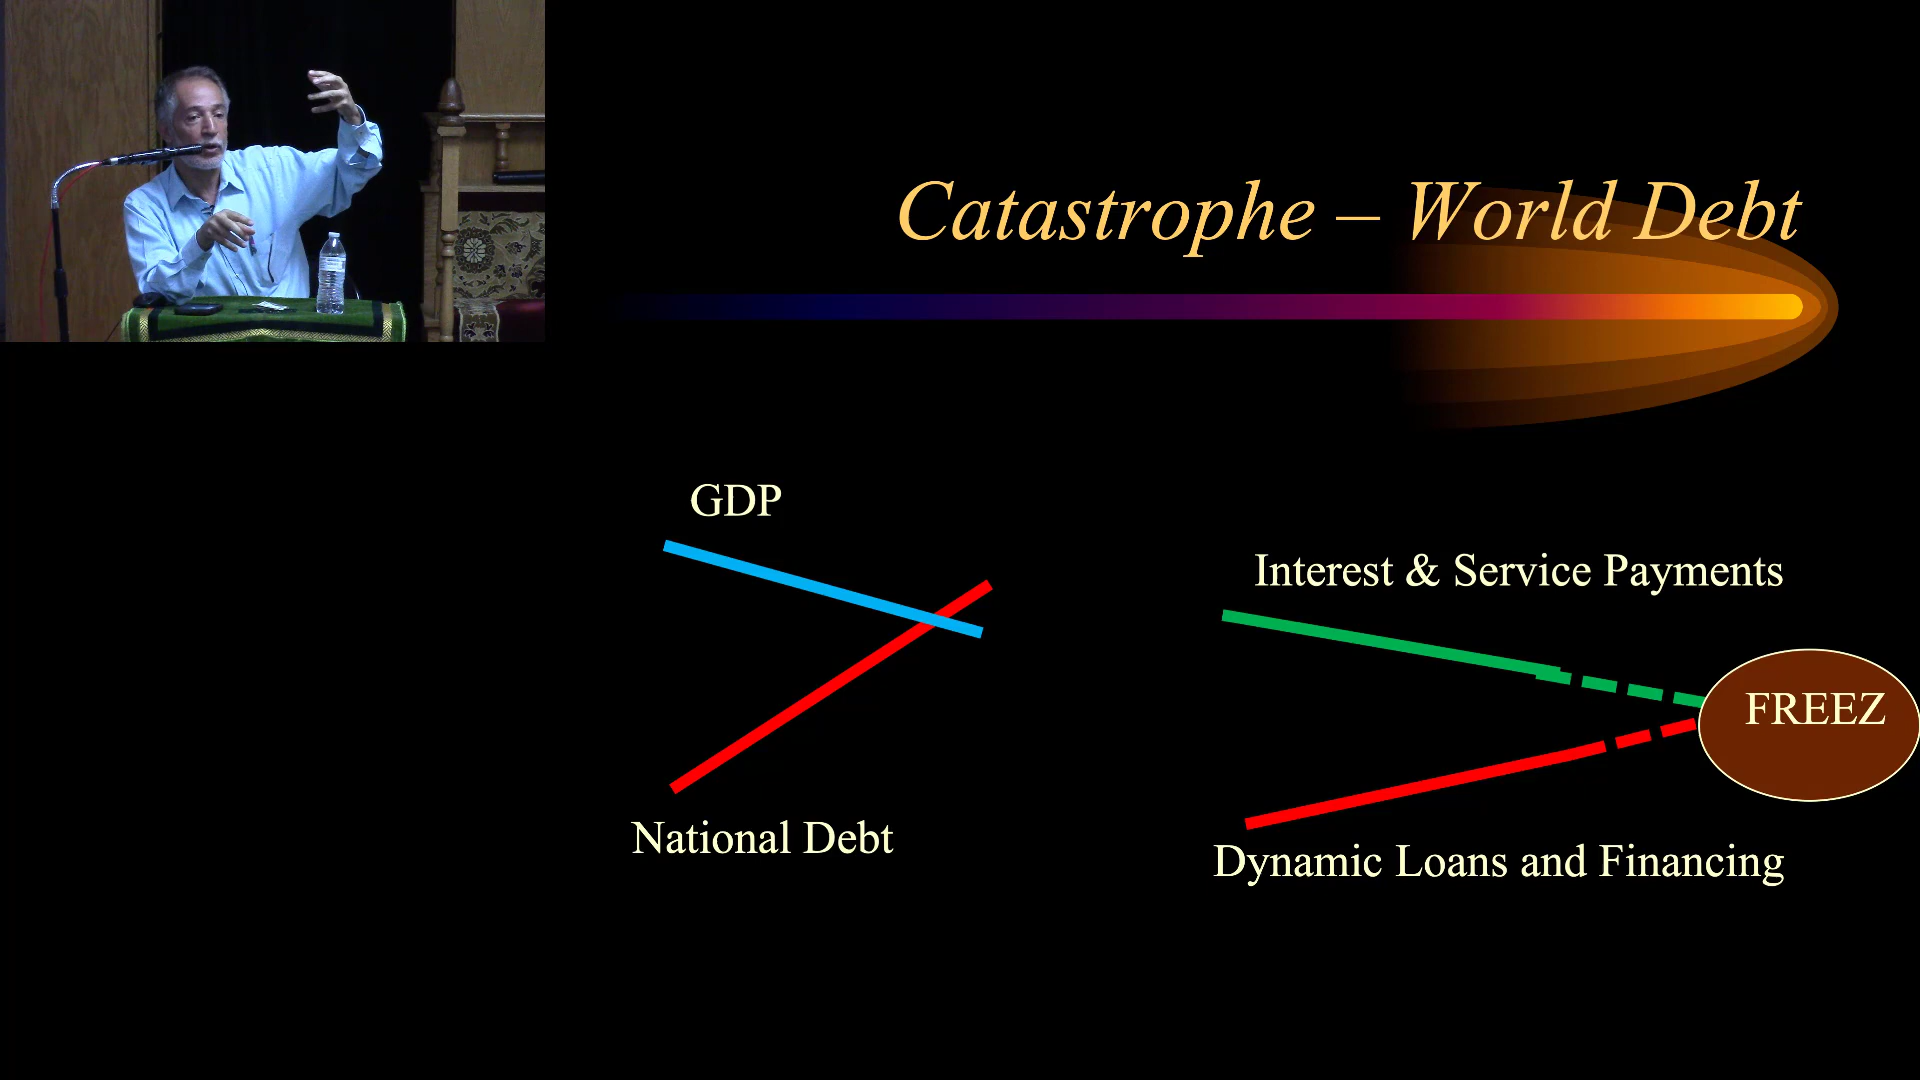 Catastrophe – World Debt
GDP
Interest & Service Payments
FREEZ
National Debt
Dynamic Loans and Financing